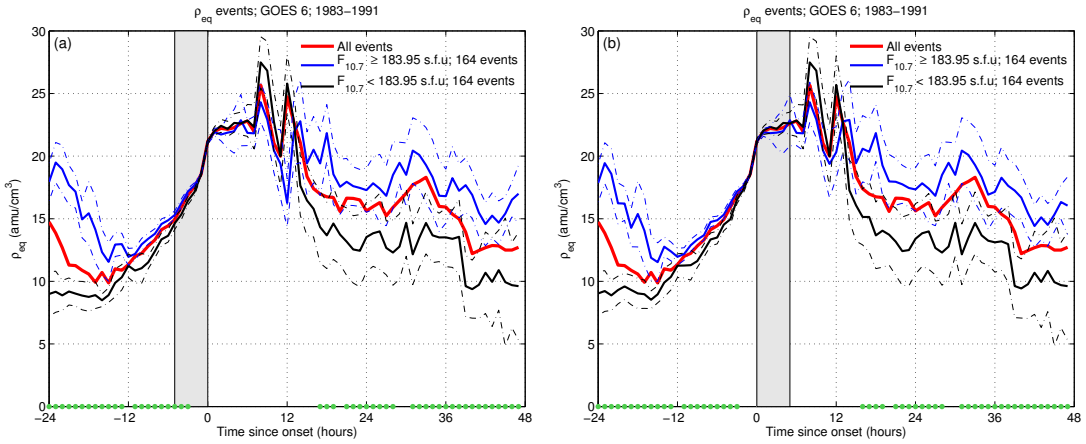 ρeq events; GOES 6; 1983−1991
(a)
All events
F10.7 ≥ 183.95 s.f.u; 164 events
F10.7 < 183.95 s.f.u; 164 events
ρeq (amu/cm3)
30
25
20
15
10
5
0
−24 −12 0 12 24 36 48
Time since onset (hours)
ρeq events; GOES 6; 1983−1991
(b)
All events
F10.7 ≥ 183.95 s.f.u; 164 events
F10.7 < 183.95 s.f.u; 164 events
ρeq (amu/cm3)
30
25
20
15
10
5
0
−24 −12 0 12 24 36 48
Time since onset (hours)